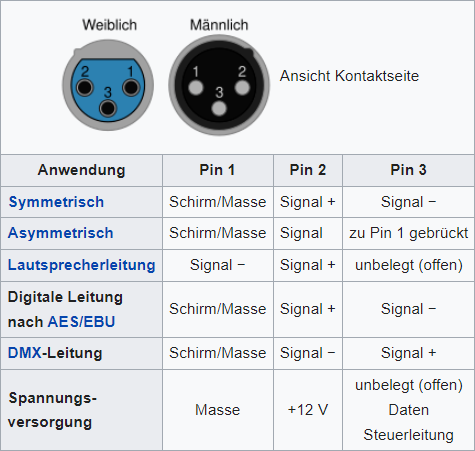 Weiblich Männlich
2 1 1 2
3 3
Ansicht Kontaktseite
Anwendung Pin 1 Pin 2 Pin 3
Symmetrisch Schirm/Masse Signal + Signal −
Asymmetrisch Schirm/Masse Signal zu Pin 1 gebrückt
Lautsprecherleitung Signal − Signal + unbelegt (offen)
Digitale Leitung
nach AES/EBU Schirm/Masse Signal + Signal −
DMX-Leitung Schirm/Masse Signal − Signal +
Spannungs-
versorgung Masse +12 V unbelegt (offen)
Daten
Steuerleitung